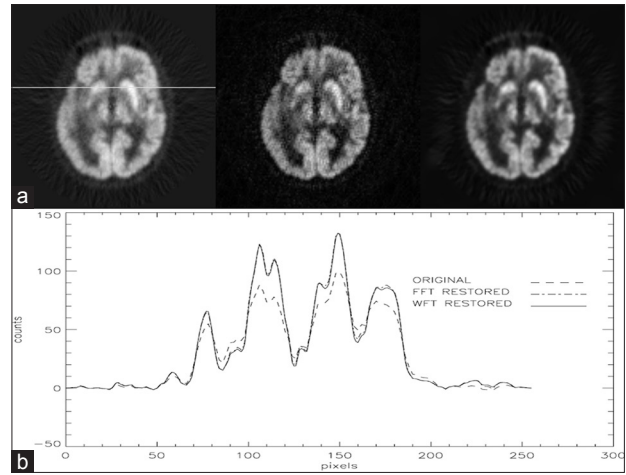 a
150
100
50
0
−50
counts
ORIGINAL
FFT RESTORED
WFT RESTORED
0
50
100
150
200
250
300
pixels
b